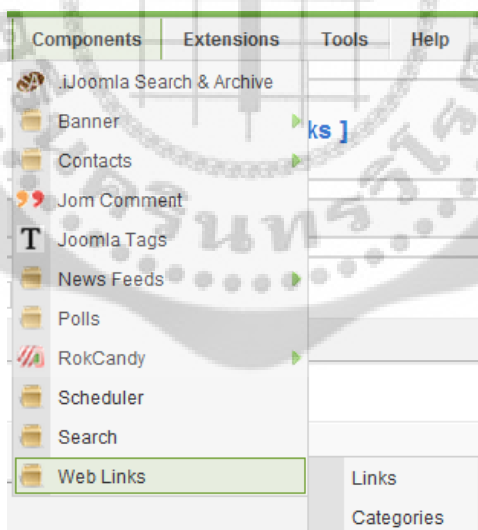 Components Extensions Tools Help
.iJoomla Search & Archive
Banner
ks ]
Contacts
Jom Comment
T Joomla Tags
News Feeds
Polls
RokCandy
Scheduler
Search
Web Links
Links
Categories